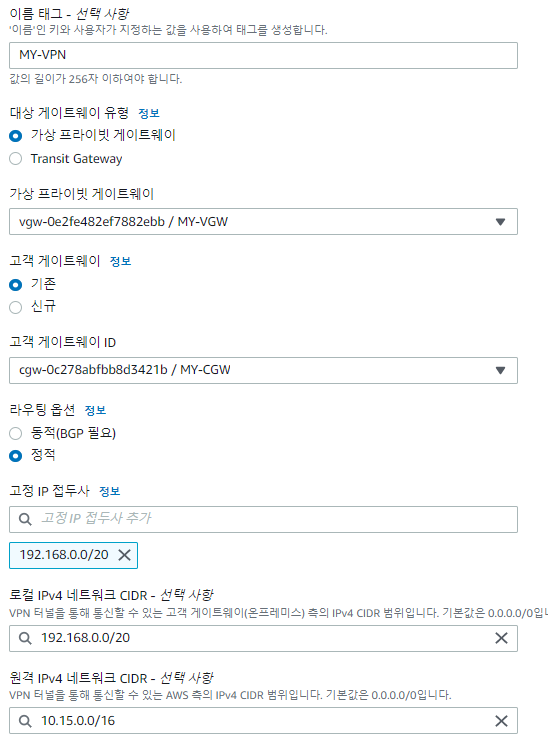 이름 태그 - 선택 사항
'이름'인 키와 사용자가 지정하는 값을 사용하여 태그를 생성합니다.
MY-VPN
값의 길이가 256자 이하여야 합니다.
대상 게이트웨이 유형 정보
가상 프라이빗 게이트웨이
Transit Gateway
가상 프라이빗 게이트웨이
vgw-0e2fe482ef7882ebb / MY-VGW
고객 게이트웨이 정보
기존
신규
고객 게이트웨이 ID
cgw-0c278abfbb8d3421b / MY-CGW
라우팅 옵션 정보
동적(BGP 필요)
정적
고정 IP 접두사 정보
고정 IP 접두사 추가
192.168.0.0/20
로컬 IPv4 네트워크 CIDR - 선택 사항
VPN 터널을 통해 통신할 수 있는 고객 게이트웨이(온프레미스) 측의 IPv4 CIDR 범위입니다. 기본값은 0.0.0.0/0입
192.168.0.0/20
원격 IPv4 네트워크 CIDR - 선택 사항
VPN 터널을 통해 통신할 수 있는 AWS 측의 IPv4 CIDR 범위입니다. 기본값은 0.0.0.0/0입니다.
10.15.0.0/16